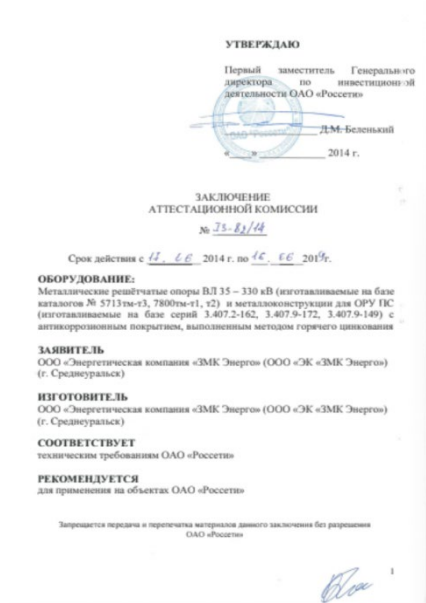 УТВЕРЖДАЮ
Первый заместитель Генерального
директора по инвестиционной
деятельности ОАО «Россети»
Д.М. Беленький
«___» ____________ 2014 г.
ЗАКЛЮЧЕНИЕ
АТТЕСТАЦИОННОЙ КОМИССИИ
№ I3-82/14
Срок действия с 17. 06 2014 г. по 16. 06 2019г.
ОБОРУДОВАНИЕ:
Металлические решётчатые опоры ВЛ 35 – 330 кВ (изготавливаемые на базе
каталогов № 5713тм-т3, 7800тм-т1, т2) и металлоконструкции для ОРУ ПС
(изготавливаемые на базе серий 3.407.2-162, 3.407.9-172, 3.407.9-149) с
антикоррозионным покрытием, выполненным методом горячего цинкования
ЗАЯВИТЕЛЬ
ООО «Энергетическая компания «ЗМК Энерго» (ООО «ЭК «ЗМК Энерго»)
(г. Среднеуральск)
ИЗГОТОВИТЕЛЬ
ООО «Энергетическая компания «ЗМК Энерго» (ООО «ЭК «ЗМК Энерго»)
(г. Среднеуральск)
СООТВЕТСТВУЕТ
техническим требованиям ОАО «Россети»
РЕКОМЕНДУЕТСЯ
для применения на объектах ОАО «Россети»
Запрещается передача и перепечатка материалов данного заключения без разрешения
ОАО «Россети»
1